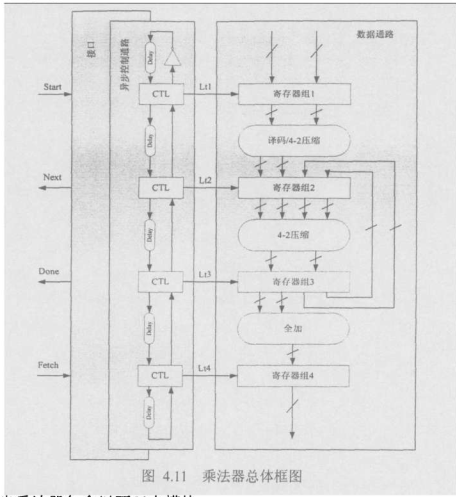 数据通路
接口
异步控制通路
Delay
Start
CTL
Lt1
寄存器组1
Delay
译码/4-2压缩
Next
CTL
Lt2
寄存器组2
Delay
4-2压缩
Done
CTL
Lt3
寄存器组3
Delay
全加
Fetch
CTL
Lt4
寄存器组4
Delay
图 4.11 乘法器总体框图